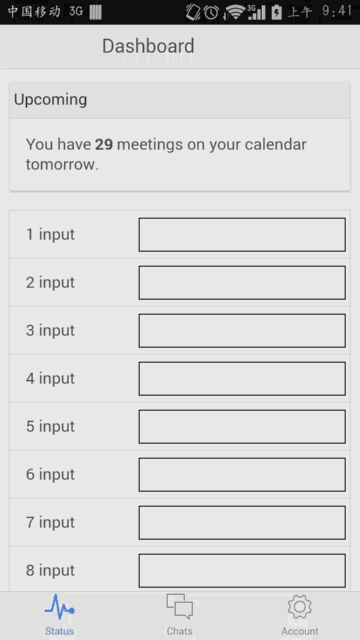 中国移动 3G
3G
上午 9:41
Dashboard
Upcoming
You have 29 meetings on your calendar
tomorrow.
1 input
2 input
3 input
4 input
5 input
6 input
7 input
8 input
Status
Chats
Account